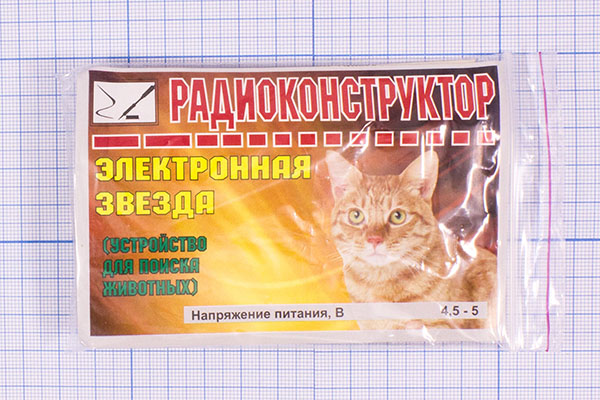 РАДИОКОНСТРУКТОР
ЭЛЕКТРОННАЯ
ЗВЕЗДА
(УСТРОЙСТВО
ДЛЯ ПОИСКА
ЖИВОТНЫХ)
Напряжение питания, В 4,5 - 5